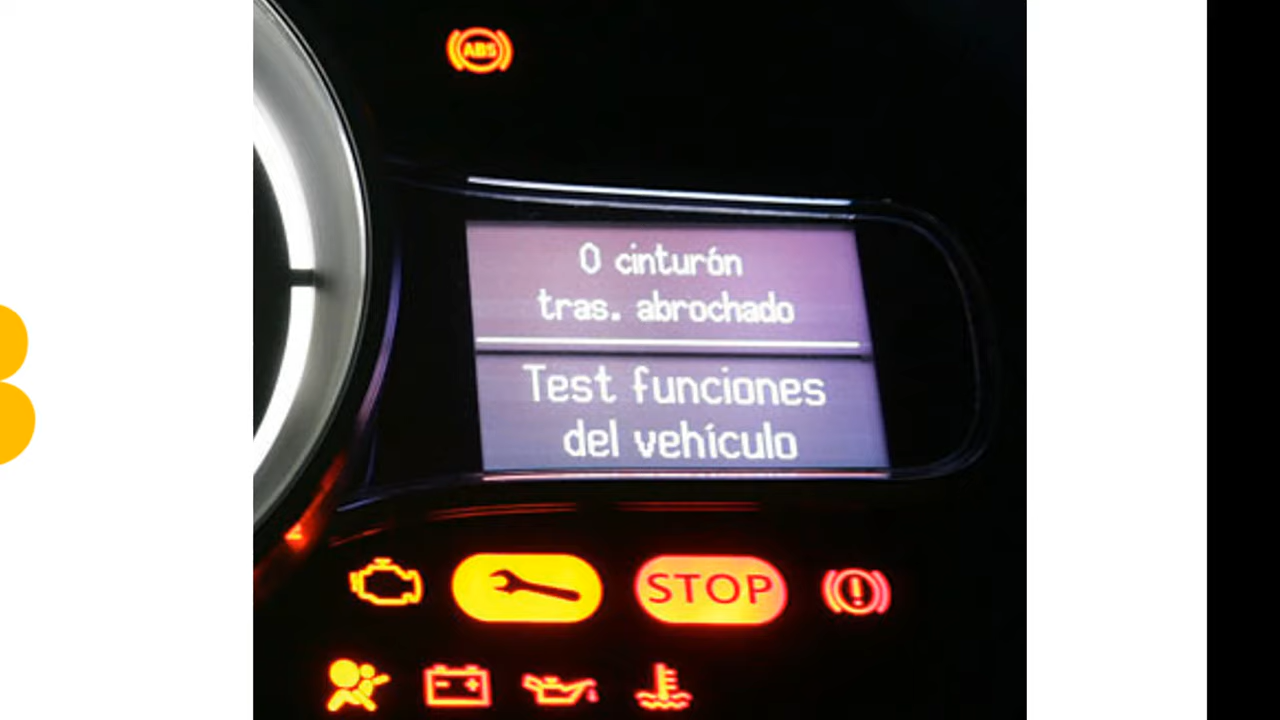 ABS
0 cinturón
tras. abrochado
Test funciones
del vehículo
STOP